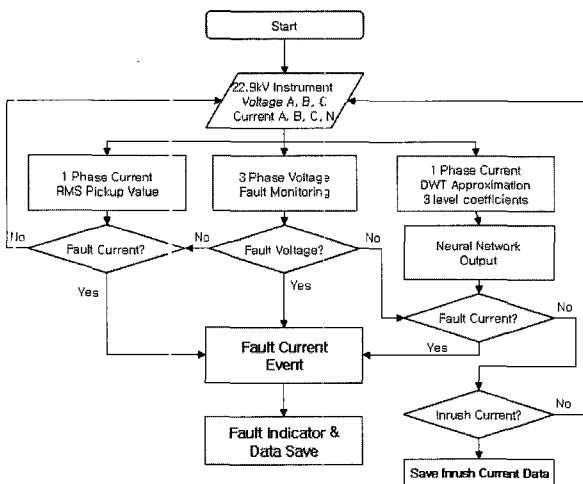 Start
22.9kV Instrument
Voltage A, B, C
Current A, B, C, N
1 Phase Current
RMS Pickup Value
3 Phase Voltage
Fault Monitoring
1 Phase Current
DWT Approximation
3 level coefficients
No
Fault Current?
No
Fault Voltage?
No
Neural Network
Output
Yes
Yes
Fault Current?
No
Yes
Fault Current
Event
Inrush Current?
No
Fault Indicator &
Data Save
Save Inrush Current Data